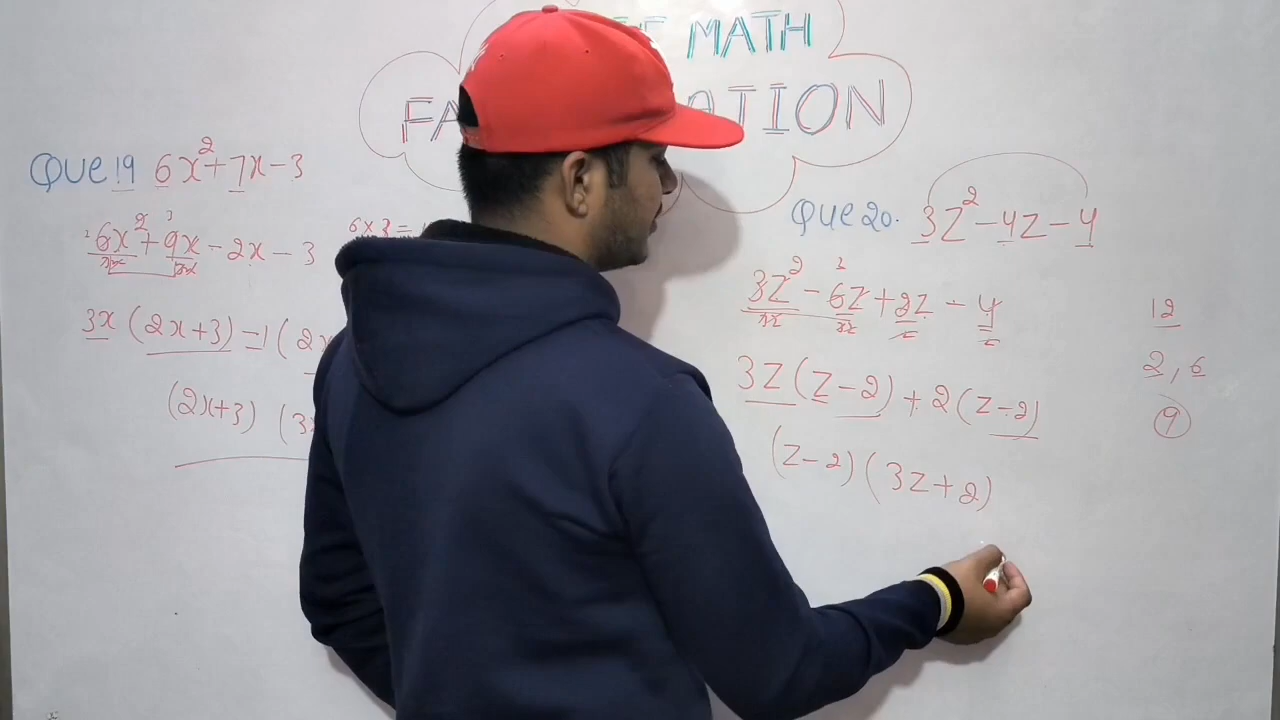 MATH
FA ATION
QUE 19 6x²+7x-3
6x²+9x-2x-3
6x3=
3x(2x+3)-1(2x
(2x+3) (3x
QUE 20. 3Z²-4Z-4
3Z²-6Z+2Z-4
3Z(Z-2)+2(Z-2)
(Z-2)(3Z+2)
12
2, 6
9